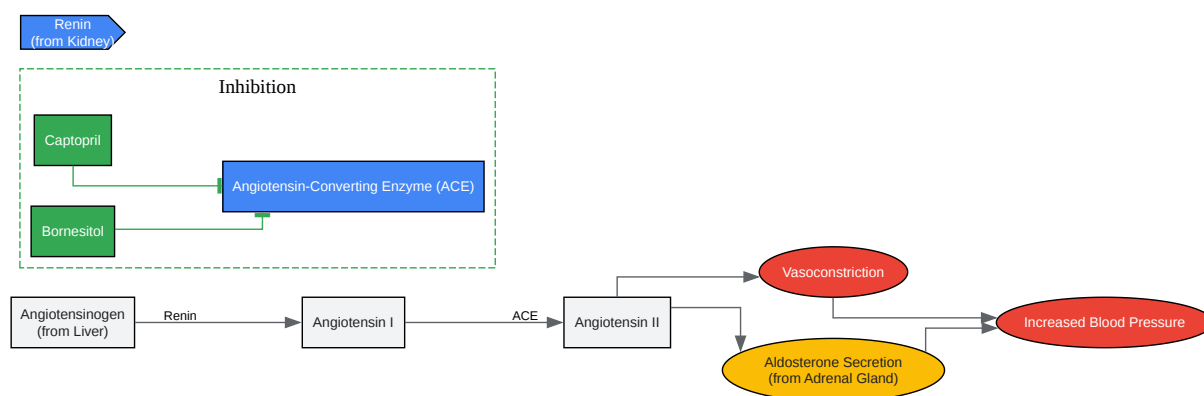 Renin
(from Kidney)
Inhibition
Captopril
Angiotensin-Converting Enzyme (ACE)
Bornesitol
Vasoconstriction
Angiotensinogen
(from Liver)
Renin
Angiotensin I
ACE
Angiotensin II
Increased Blood Pressure
Aldosterone Secretion
(from Adrenal Gland)